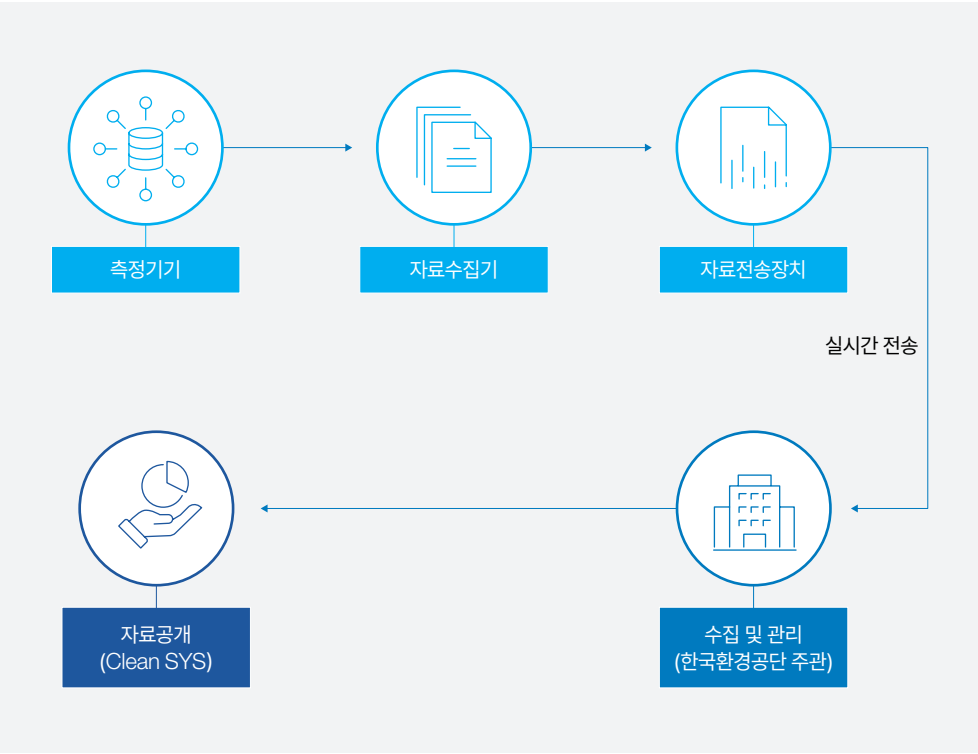 측정기기
자료수집기
자료전송장치
실시간 전송
수집 및 관리
(한국환경공단 주관)
자료공개
(Clean SYS)